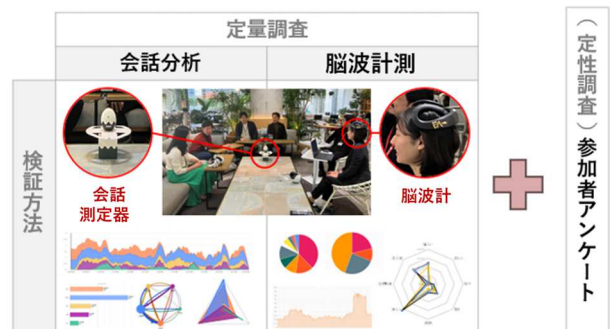 定量調査
会話分析
脳波計測
検証方法
会話
測定器
脳波計
(定性調査)参加者アンケート